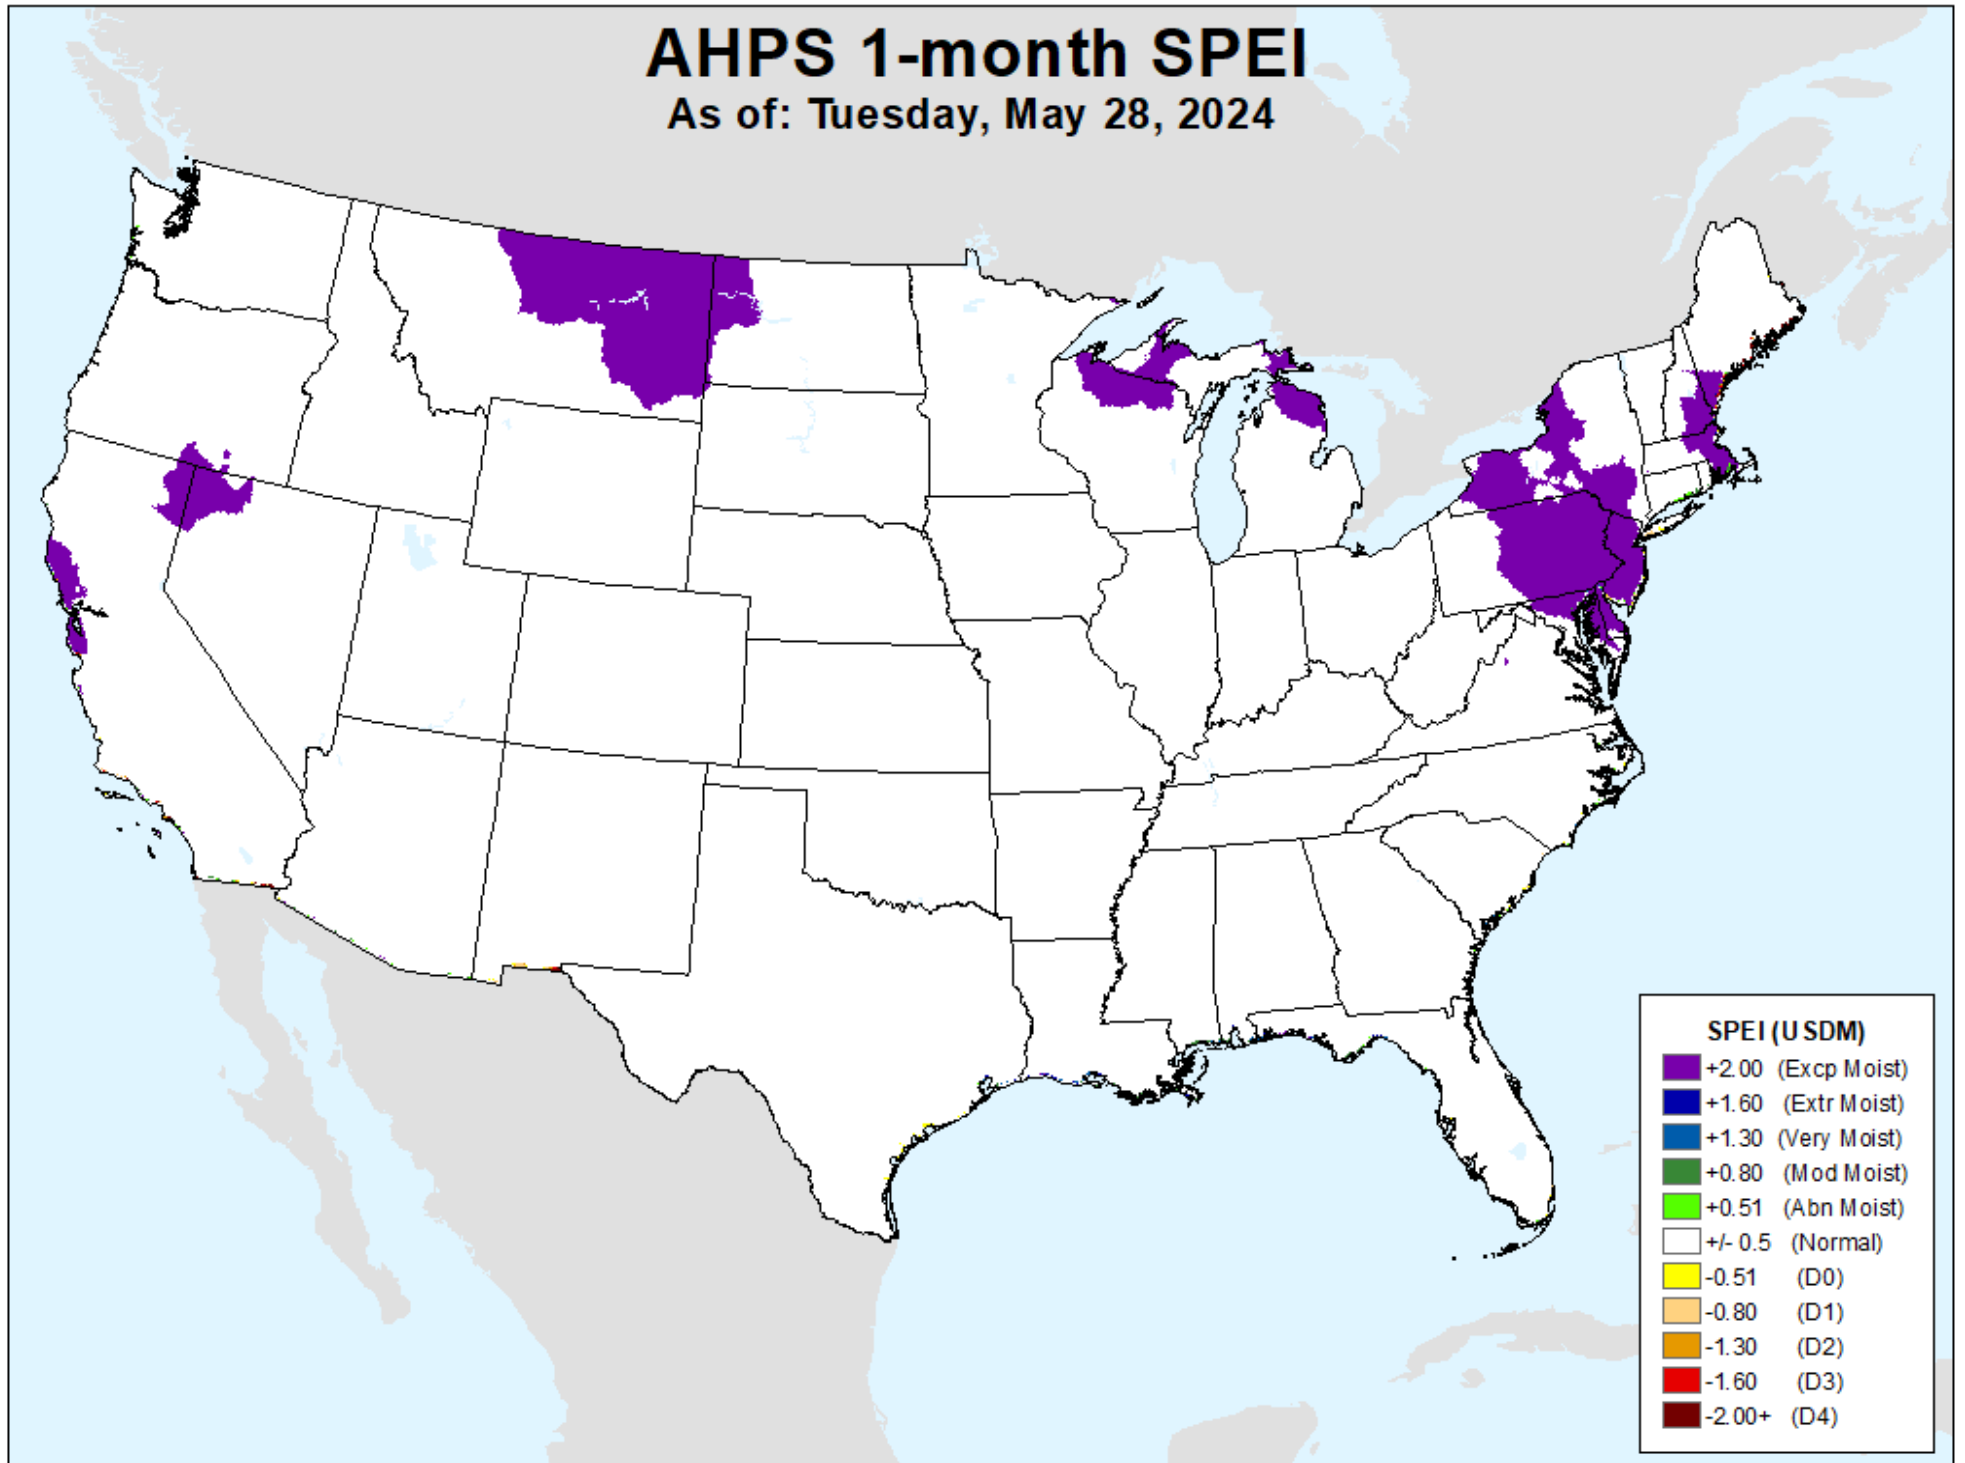 AHPS 1-month SPEI
As of: Tuesday, May 28, 2024
SPEI (USDM)
+2.00 (Excp Moist)
+1.60 (Extr Moist)
+1.30 (Very Moist)
+0.80 (Mod Moist)
+0.51 (Abn Moist)
+/- 0.5 (Normal)
-0.51 (D0)
-0.80 (D1)
-1.30 (D2)
-1.60 (D3)
-2.00+ (D4)